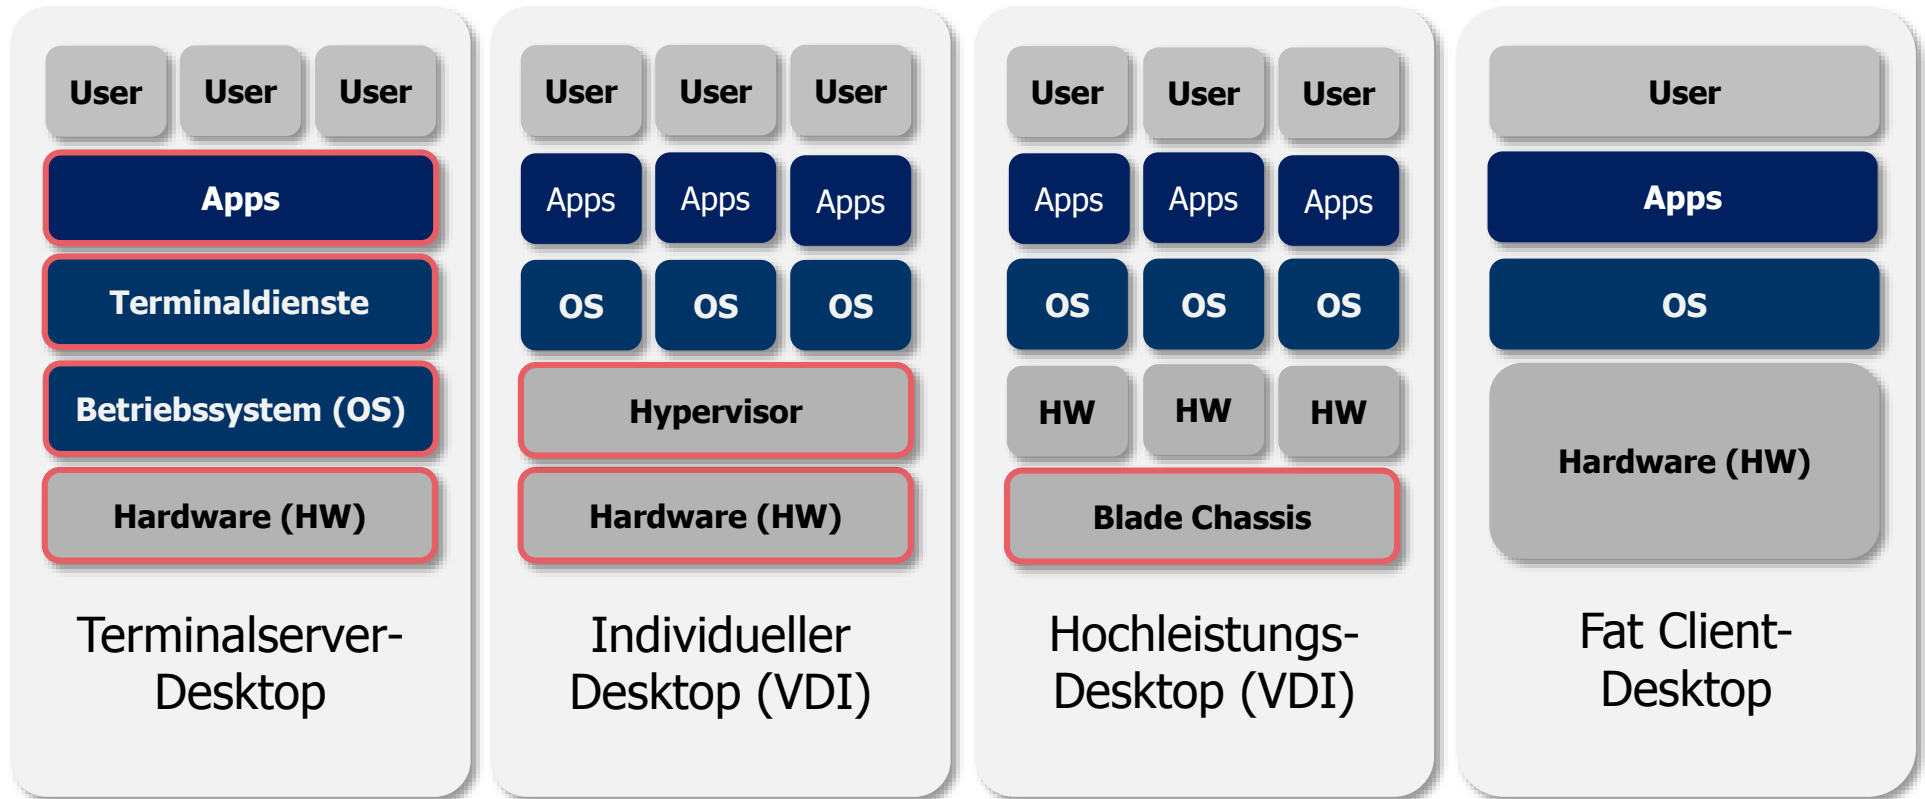 User User User
Apps
Terminaldienste
Betriebssystem (OS)
Hardware (HW)
Terminalserver-
Desktop
User User User
Apps Apps Apps
OS OS OS
Hypervisor
Hardware (HW)
Individueller
Desktop (VDI)
User User User
Apps Apps Apps
OS OS OS
HW HW HW
Blade Chassis
Hochleistungs-
Desktop (VDI)
User
Apps
OS
Hardware (HW)
Fat Client-
Desktop